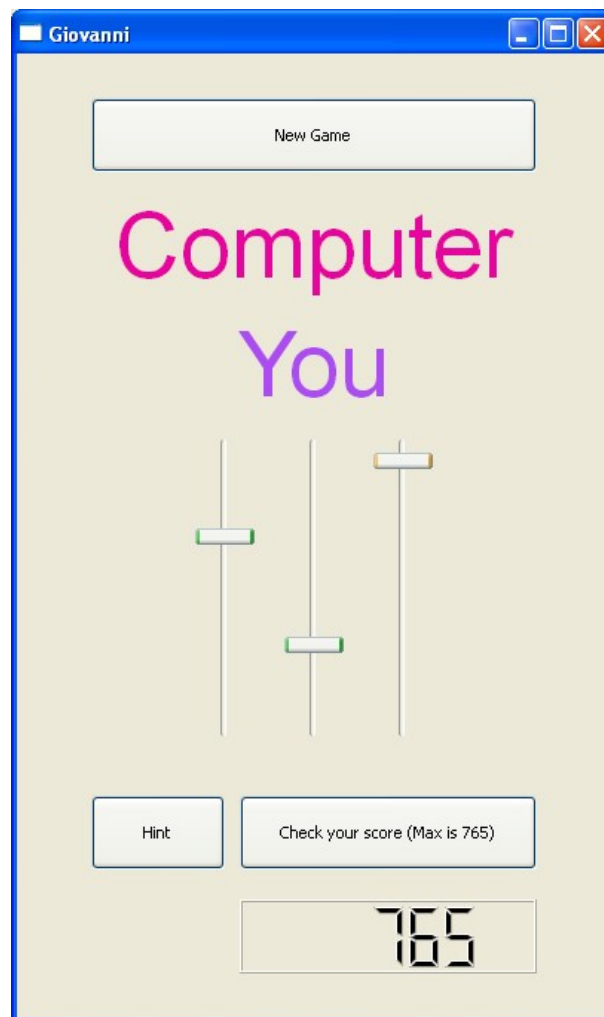 Giovanni
New Game
Computer
You
Hint
Check your score (Max is 765)
765